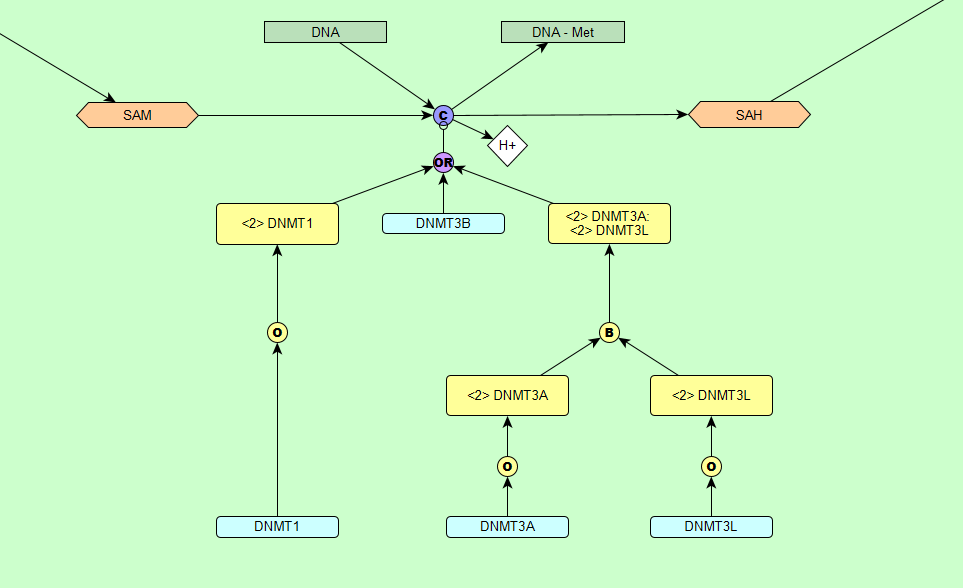 DNA
DNA - Met
SAM
C
SAH
H+
OR
<2> DNMT1
DNMT3B
<2> DNMT3A:
<2> DNMT3L
O
B
<2> DNMT3A
<2> DNMT3L
O
O
DNMT1
DNMT3A
DNMT3L